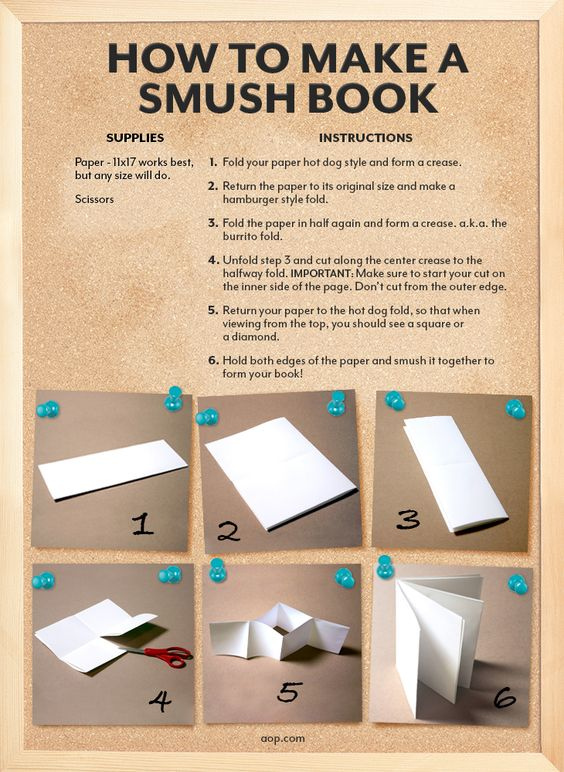 HOW TO MAKE A
SMUSH BOOK
SUPPLIES
Paper - 11x17 works best,
but any size will do.
Scissors
INSTRUCTIONS
1. Fold your paper hot dog style and form a crease.
2. Return the paper to its original size and make a
hamburger style fold.
3. Fold the paper in half again and form a crease. a.k.a. the
burrito fold.
4. Unfold step 3 and cut along the center crease to the
halfway fold. IMPORTANT: Make sure to start your cut on
the inner side of the page. Don't cut from the outer edge.
5. Return your paper to the hot dog fold, so that when
viewing from the top, you should see a square or
a diamond.
6. Hold both edges of the paper and smush it together to
form your book!
1
2
3
4
5
6
aop.com